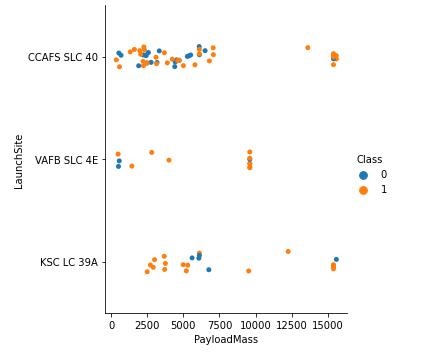 CCAFS SLC 40
VAFB SLC 4E
KSC LC 39A
LaunchSite
0 2500 5000 7500 10000 12500 15000
PayloadMass
Class
0
1